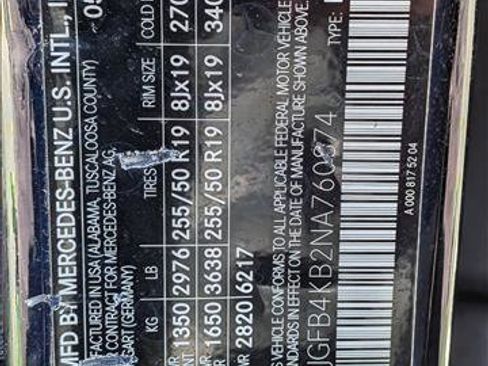 MFD BY MERCEDES-BENZ U.S. INTL., I
05
FACTURED IN USA (ALABAMA, TUSCALOOSA COUNTY)
CONTRACT FOR MERCEDES-BENZ AG,
GART (GERMANY)
KG LB TIRES RIM SIZE COLD
1350 2976 255/50 R19 8Jx19 270
1650 3638 255/50 R19 8Jx19 340
2820 6217
VEHICLE CONFORMS TO ALL APPLICABLE FEDERAL MOTOR VEHICLE
STANDARDS IN EFFECT ON THE DATE OF MANUFACTURE SHOWN ABOVE.
JGFB4KB2NA760874 TYPE:
A 000 817 52 04